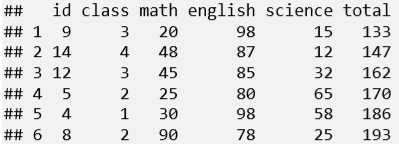 ##   id class math english science total
## 1  9     3   20      98      15   133
## 2 14     4   48      87      12   147
## 3 12     3   45      85      32   162
## 4  5     2   25      80      65   170
## 5  4     1   30      98      58   186
## 6  8     2   90      78      25   193